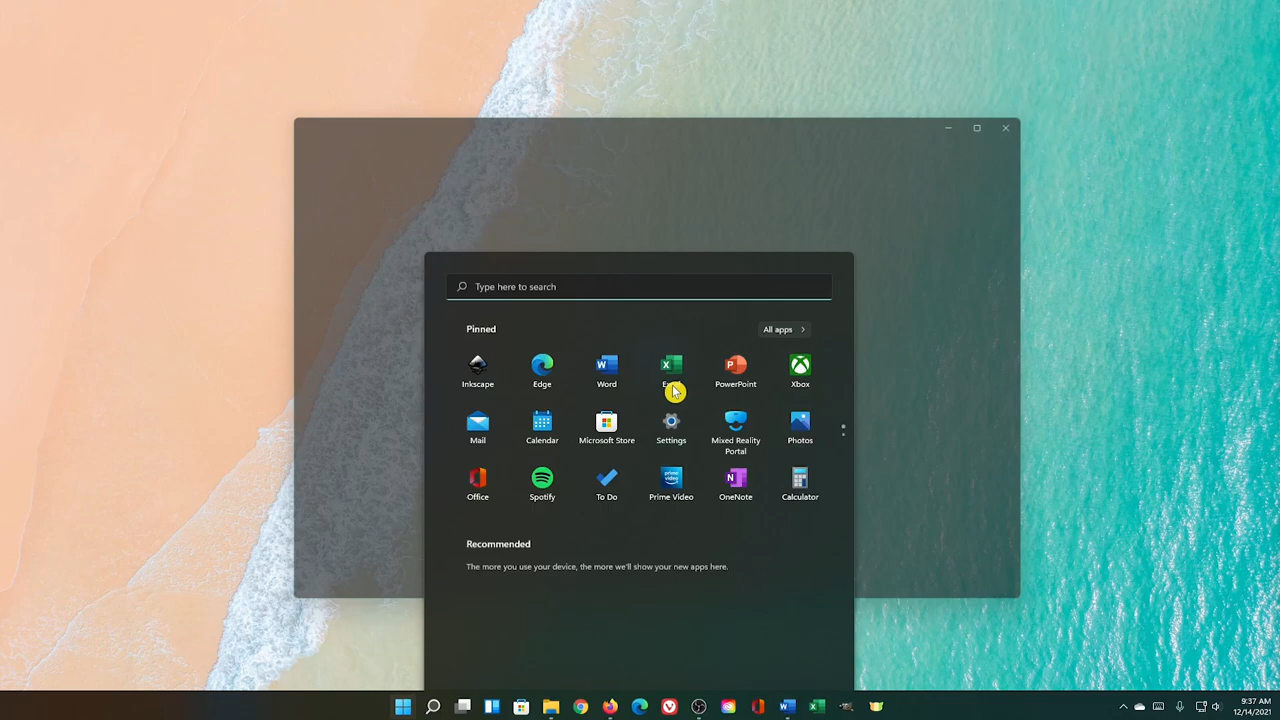 Type here to search
Pinned
All apps
Inkscape
Edge
Word
PowerPoint
Xbox
Mail
Calendar
Microsoft Store
Settings
Mixed Reality
Portal
Photos
Office
Spotify
To Do
Prime Video
OneNote
Calculator
Recommended
The more you use your device, the more we'll show your new apps here.
9:37 AM
12/14/2021